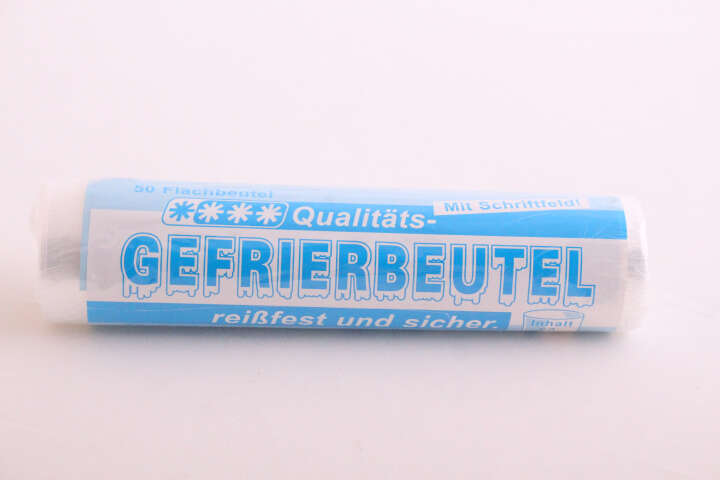 50 Flachbeutel
Mit Schriftfeld!
**** Qualitäts-
GEFRIERBEUTEL
reißfest und sicher.
Inhalt